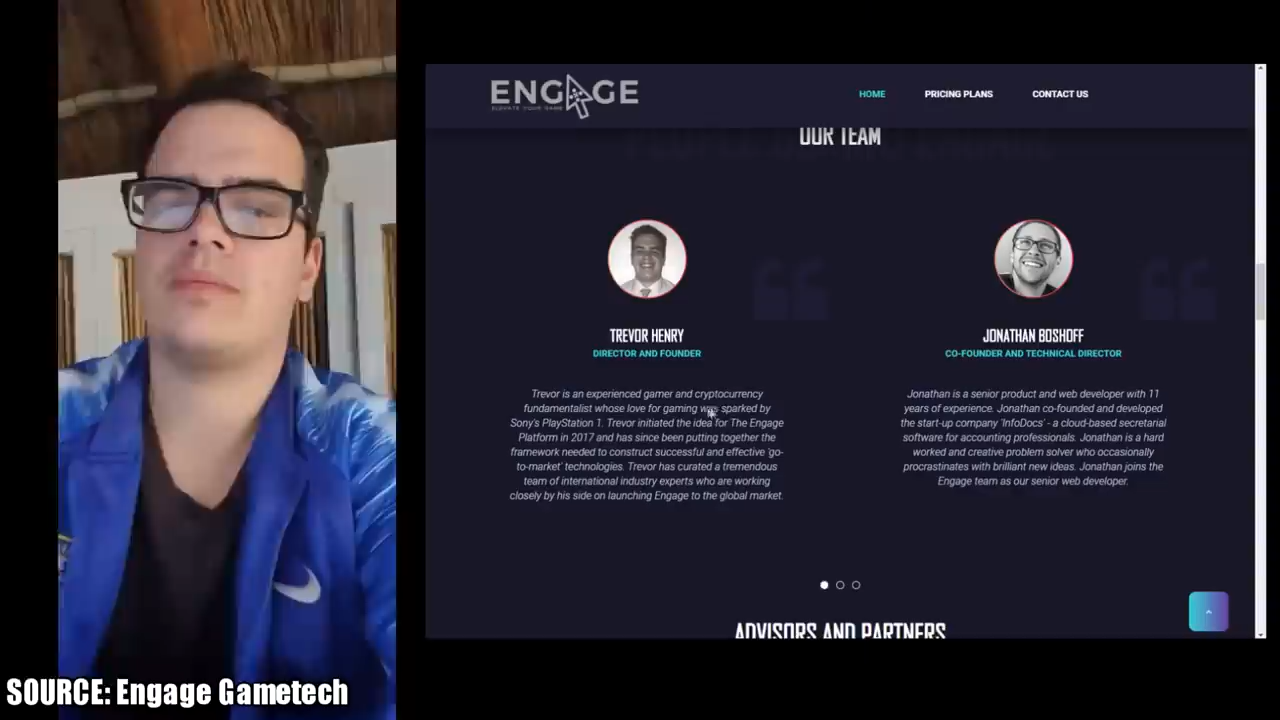 ENGAGE
ELEVATE YOUR GAME
HOME
PRICING PLANS
CONTACT US
OUR TEAM
TREVOR HENRY
DIRECTOR AND FOUNDER
Trevor is an experienced gamer and cryptocurrency
fundamentalist whose love for gaming was sparked by
Sony's PlayStation 1. Trevor initiated the idea for The Engage
Platform in 2017 and has since been putting together the
framework needed to construct successful and effective 'go-
to-market' technologies. Trevor has curated a tremendous
team of international industry experts who are working
closely by his side on launching Engage to the global market.
JONATHAN BOSHOFF
CO-FOUNDER AND TECHNICAL DIRECTOR
Jonathan is a senior product and web developer with 11
years of experience. Jonathan co-founded and developed
the start-up company 'InfoDocs' - a cloud-based secretarial
software for accounting professionals. Jonathan is a hard
worked and creative problem solver who occasionally
procrastinates with brilliant new ideas. Jonathan joins the
Engage team as our senior web developer.
ADVISORS AND PARTNERS
SOURCE: Engage Gametech